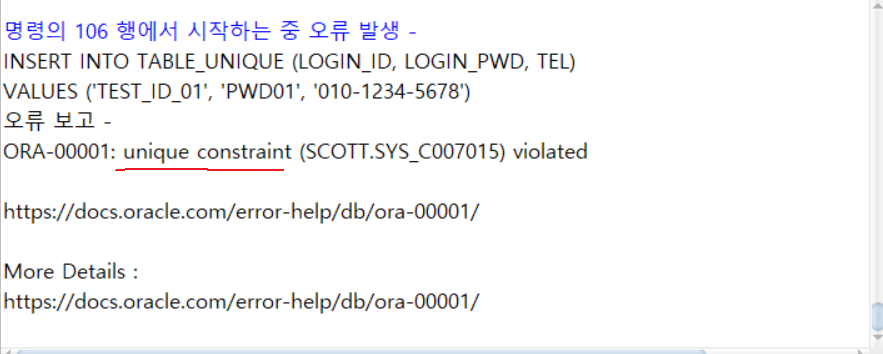 명령의 106 행에서 시작하는 중 오류 발생 -
INSERT INTO TABLE_UNIQUE (LOGIN_ID, LOGIN_PWD, TEL)
VALUES ('TEST_ID_01', 'PWD01', '010-1234-5678')
오류 보고 -
ORA-00001: unique constraint (SCOTT.SYS_C007015) violated
https://docs.oracle.com/error-help/db/ora-00001/
More Details :
https://docs.oracle.com/error-help/db/ora-00001/